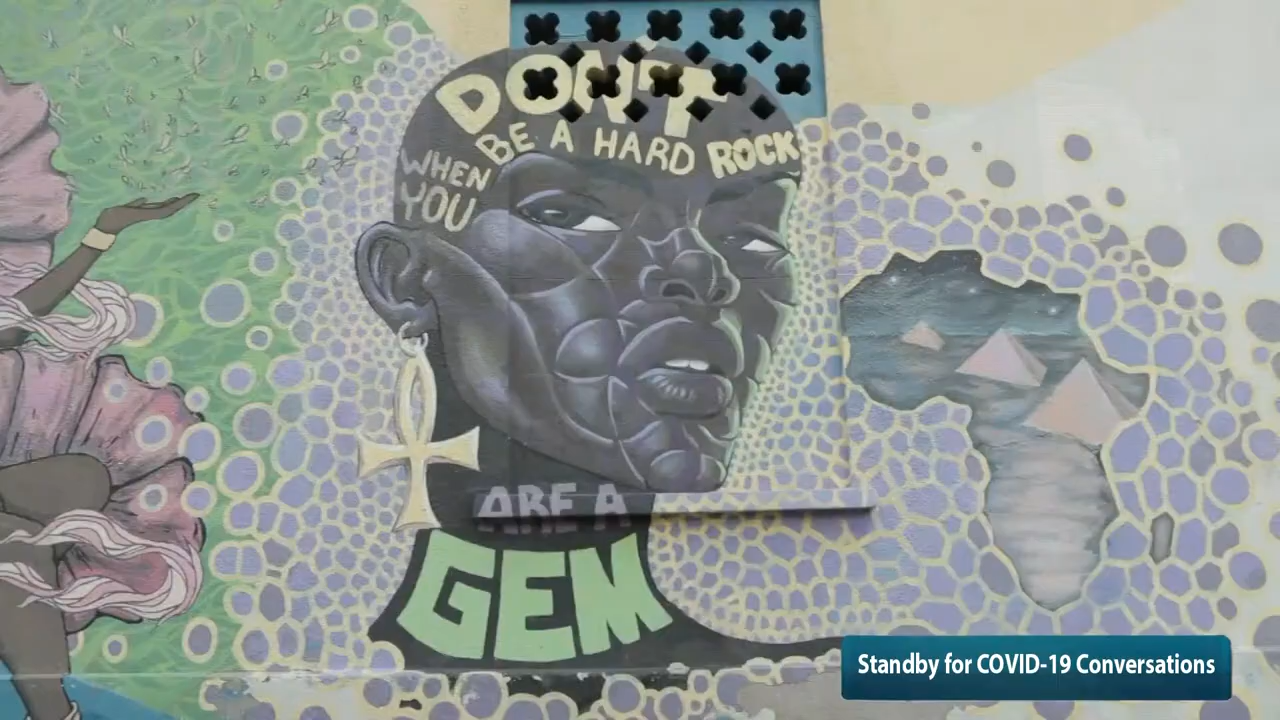 DON'T
BE A HARD ROCK
WHEN
YOU
ARE A
GEM
Standby for COVID-19 Conversations